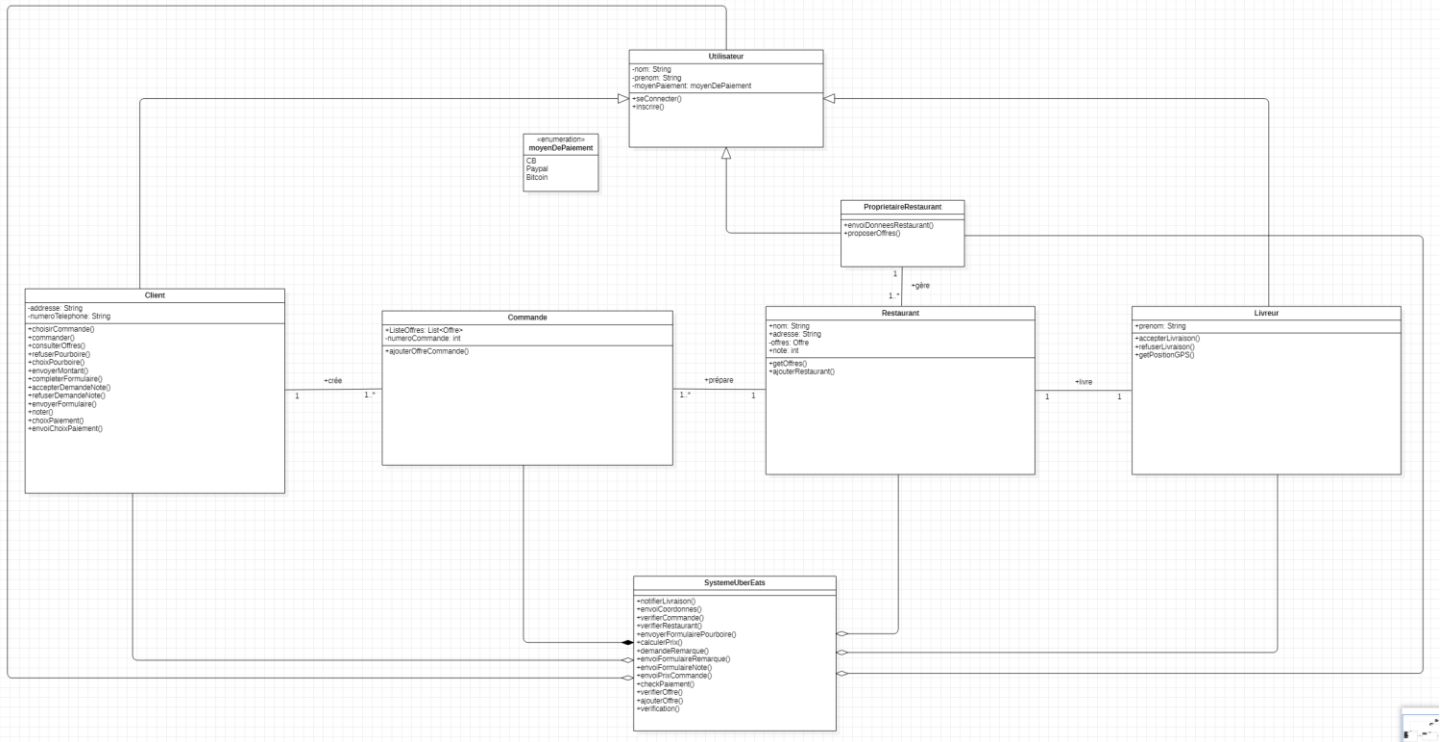 Utilisateur
-nom: String
-prenom: String
-moyenPaiement: moyenDePaiement
+seConnecter()
+inscrire()
«enumeration»
moyenDePaiement
CB
Paypal
Bitcoin
ProprietaireRestaurant
+envoiDonneesRestaurant()
+proposerOffres()
1
+gère
1..*
Client
-addresse: String
-numeroTelephone: String
+choisirCommande()
+commander()
+consulterOffres()
+refuserPourboire()
+choixPourboire()
+envoyerMontant()
+completerFormulaire()
+accepterDemandeNote()
+refuserDemandeNote()
+envoyerFormulaire()
+noter()
+choixPaiement()
+envoiChoixPaiement()
+crée
1
1..*
Commande
+ListeOffres: List<Offre>
-numeroCommande: int
+ajouterOffreCommande()
+prépare
1..*
1
Restaurant
+nom: String
+adresse: String
-offres: Offre
+note: int
+getOffres()
+ajouterRestaurant()
+livre
1
1
Livreur
+prenom: String
+accepterLivraison()
+refuserLivraison()
+getPositionGPS()
SystemeUberEats
+notifierLivraison()
+envoiCoordonnes()
+verifierCommande()
+verifierRestaurant()
+envoyerFormulairePourboire()
+calculerPrix()
+demandeRemarque()
+envoiFormulaireRemarque()
+envoiFormulaireNote()
+envoiPrixCommande()
+checkPaiement()
+verifierOffre()
+ajouterOffre()
+verification()